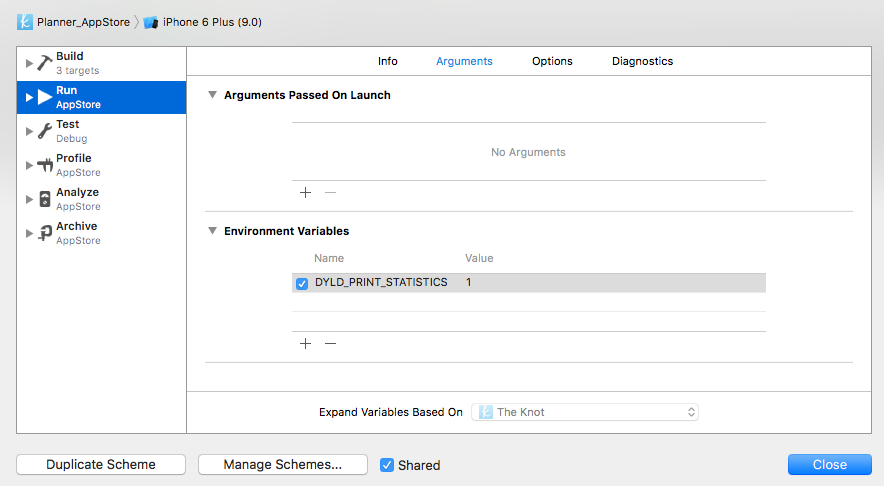 Planner_AppStore
iPhone 6 Plus (9.0)
Build
3 targets
Run
AppStore
Test
Debug
Profile
AppStore
Analyze
AppStore
Archive
AppStore
Info Arguments Options Diagnostics
Arguments Passed On Launch
No Arguments
Environment Variables
Name Value
DYLD_PRINT_STATISTICS 1
Expand Variables Based On The Knot
Duplicate Scheme Manage Schemes... Shared Close